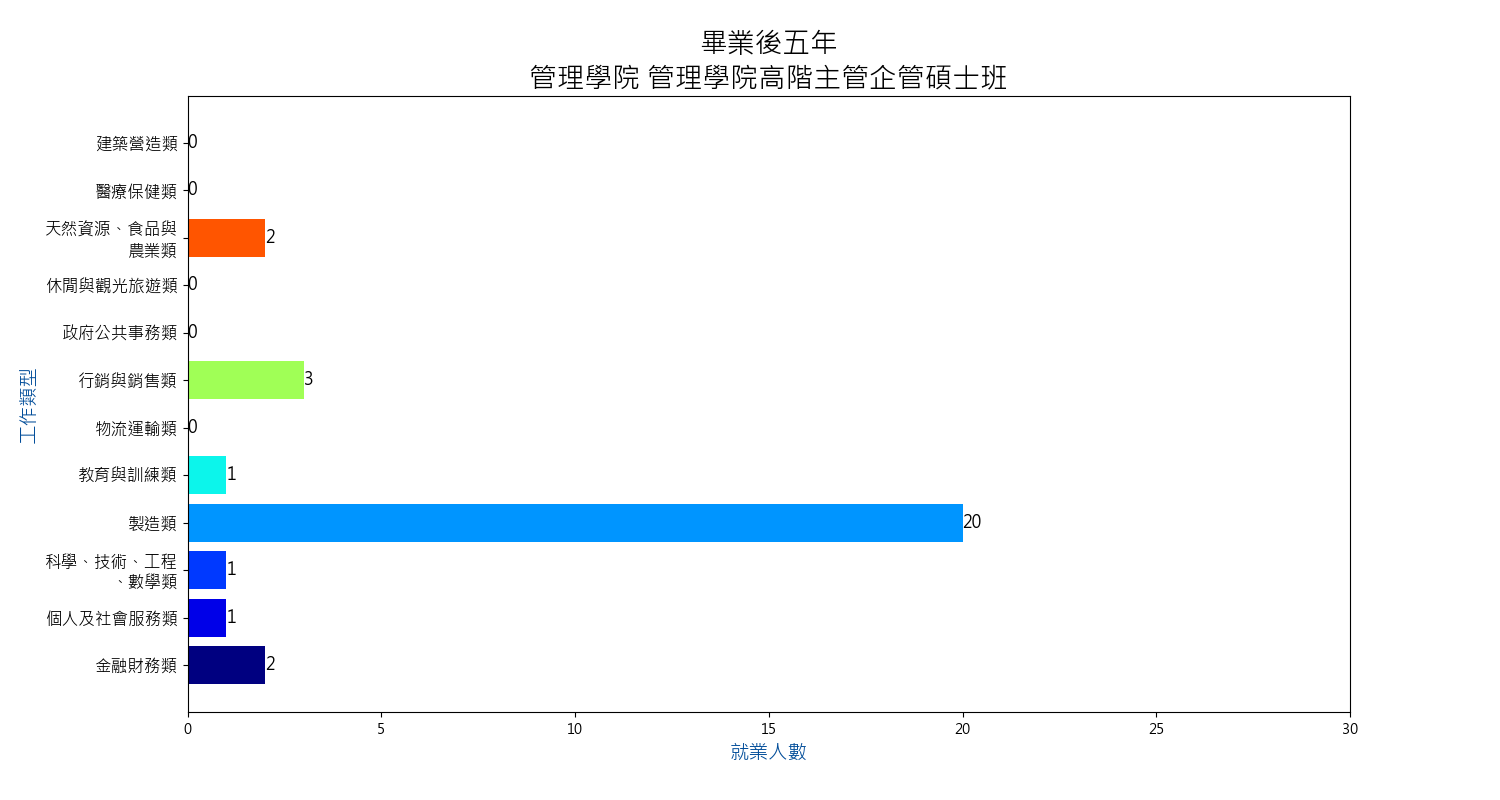 畢業後五年
管理學院 管理學院高階主管企管碩士班
建築營造類 0
醫療保健類 0
天然資源、食品與
農業類 2
休閒與觀光旅遊類 0
政府公共事務類 0
行銷與銷售類 3
物流運輸類 0
教育與訓練類 1
製造類 20
科學、技術、工程
、數學類 1
個人及社會服務類 1
金融財務類 2
工作類型
0 5 10 15 20 25 30
就業人數